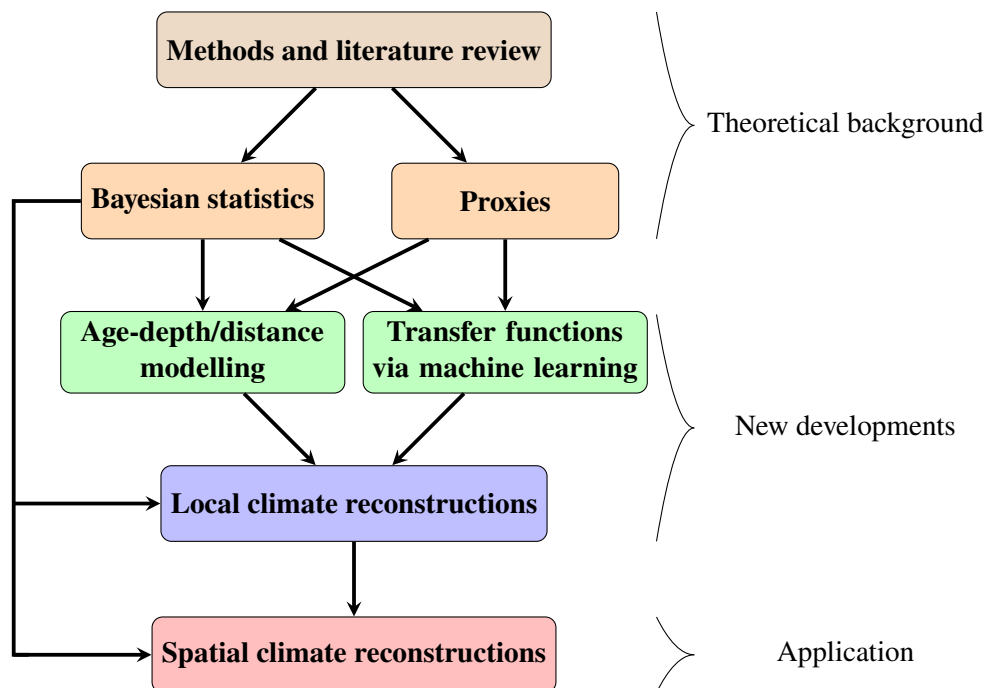 Methods and literature review
Theoretical background
Bayesian statistics
Proxies
Age-depth/distance
modelling
Transfer functions
via machine learning
New developments
Local climate reconstructions
Spatial climate reconstructions
Application